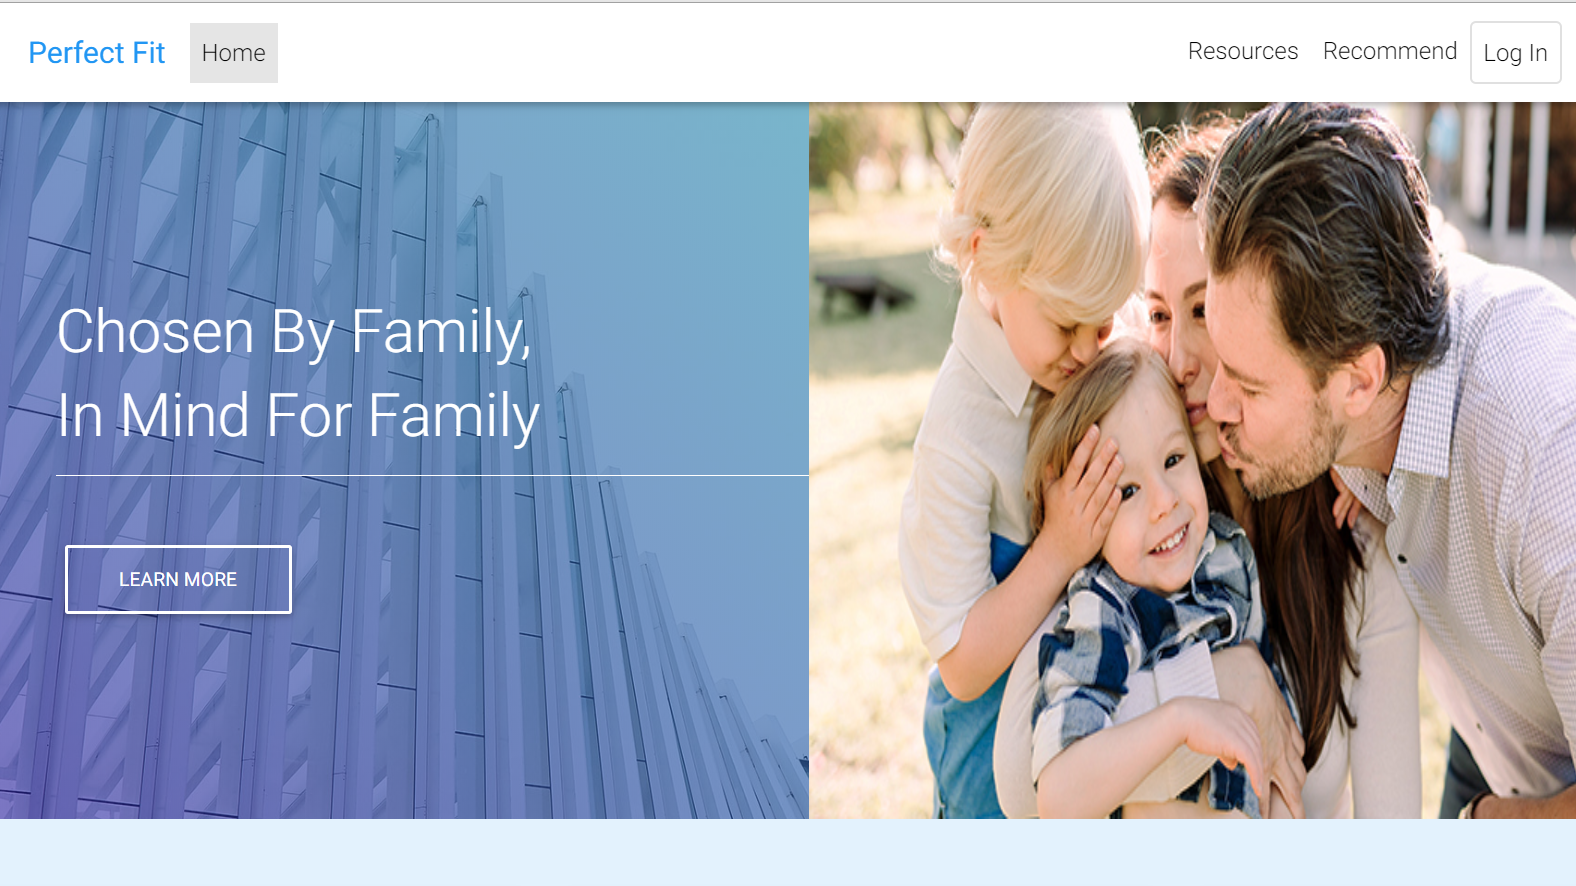 Perfect Fit
Home
Resources
Recommend
Log In
Chosen By Family,
In Mind For Family
LEARN MORE